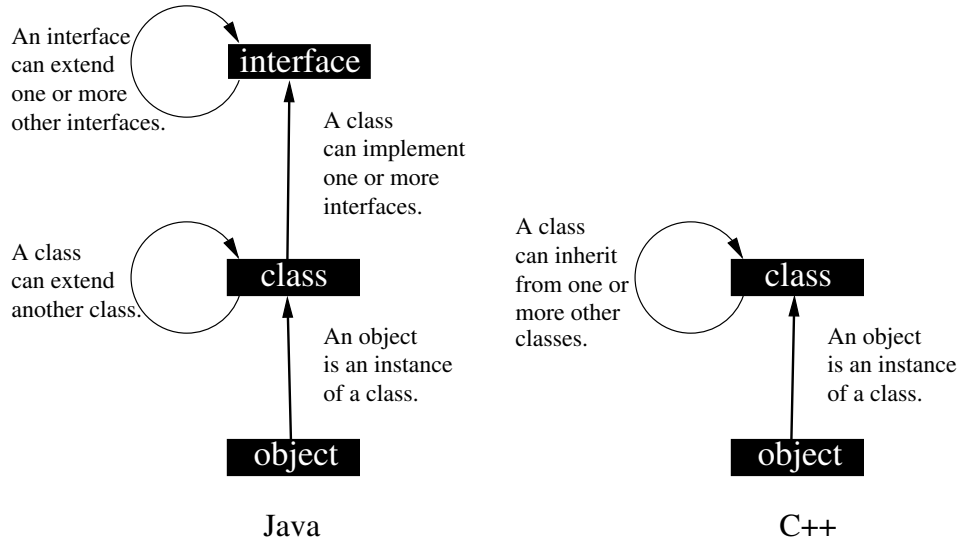 An interface
can extend
one or more
other interfaces.
interface
A class
can implement
one or more
interfaces.
A class
can extend
another class.
class
An object
is an instance
of a class.
object
Java
A class
can inherit
from one or
more other
classes.
class
An object
is an instance
of a class.
object
C++